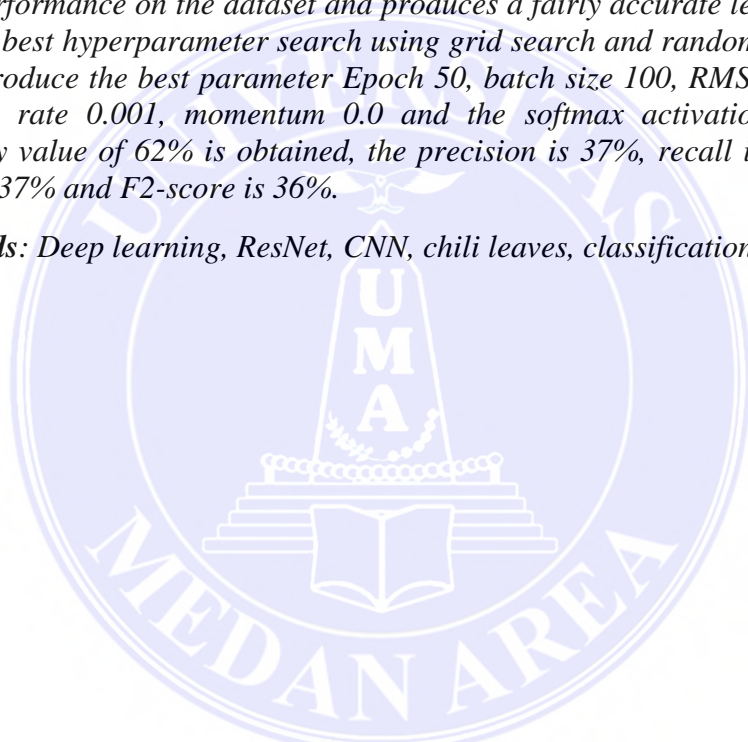 rformance on the dataset and produces a fairly accurate le
best hyperparameter search using grid search and random
roduce the best parameter Epoch 50, batch size 100, RMS
rate 0.001, momentum 0.0 and the softmax activatio
y value of 62% is obtained, the precision is 37%, recall i
37% and F2-score is 36%.
ds: Deep learning, ResNet, CNN, chili leaves, classification
UNIVERSITAS
UMA
MEDAN AREA